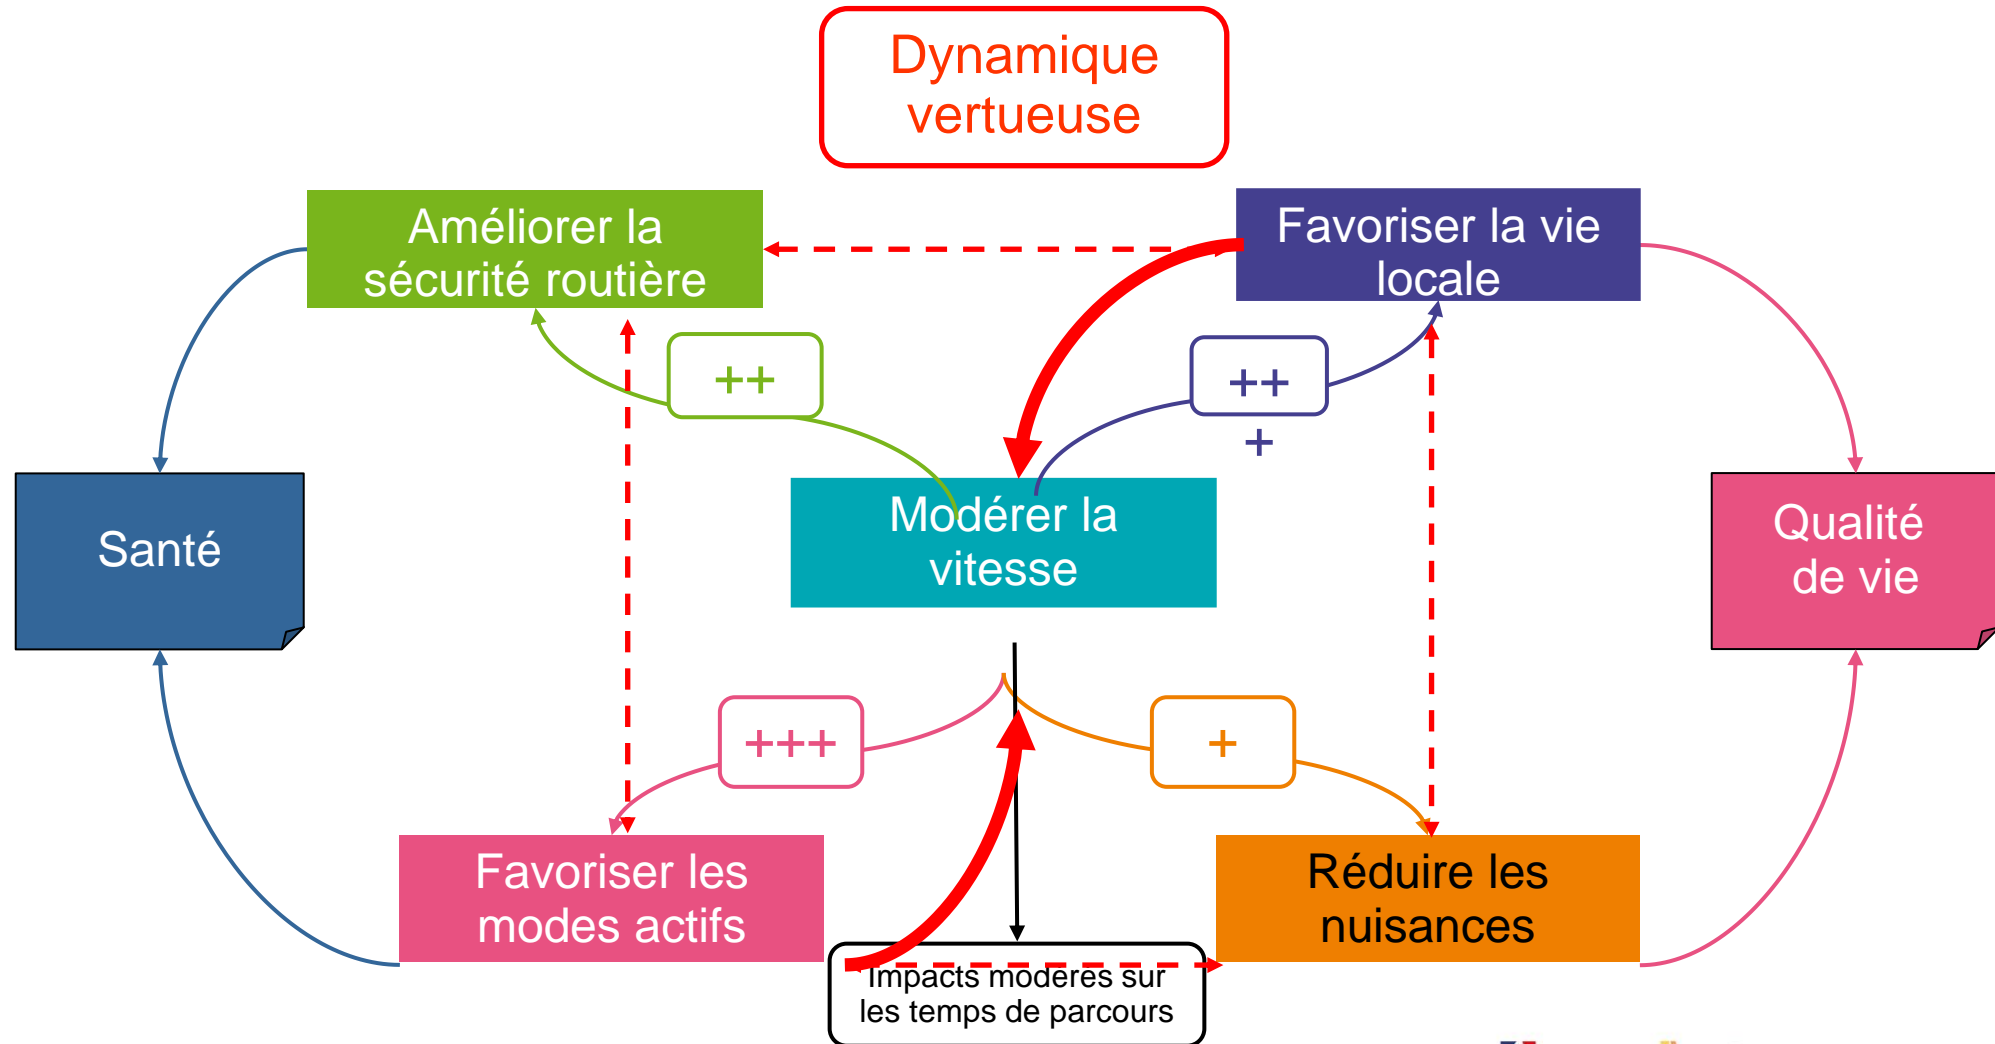 Dynamique
vertueuse
Améliorer la
sécurité routière
Favoriser la vie
locale
++
++
+
Santé
Modérer la
vitesse
Qualité
de vie
+++
+
Favoriser les
modes actifs
Réduire les
nuisances
Impacts modérés sur
les temps de parcours